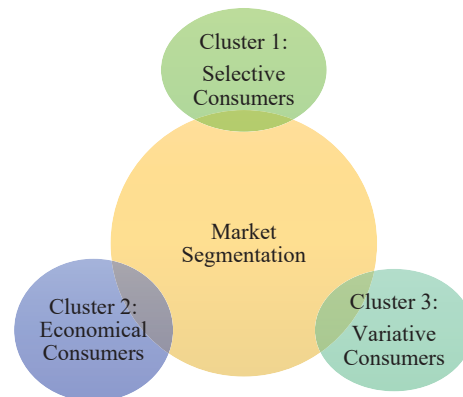 Cluster 1:
Selective
Consumers
Market
Segmentation
Cluster 2:
Economical
Consumers
Cluster 3:
Variative
Consumers